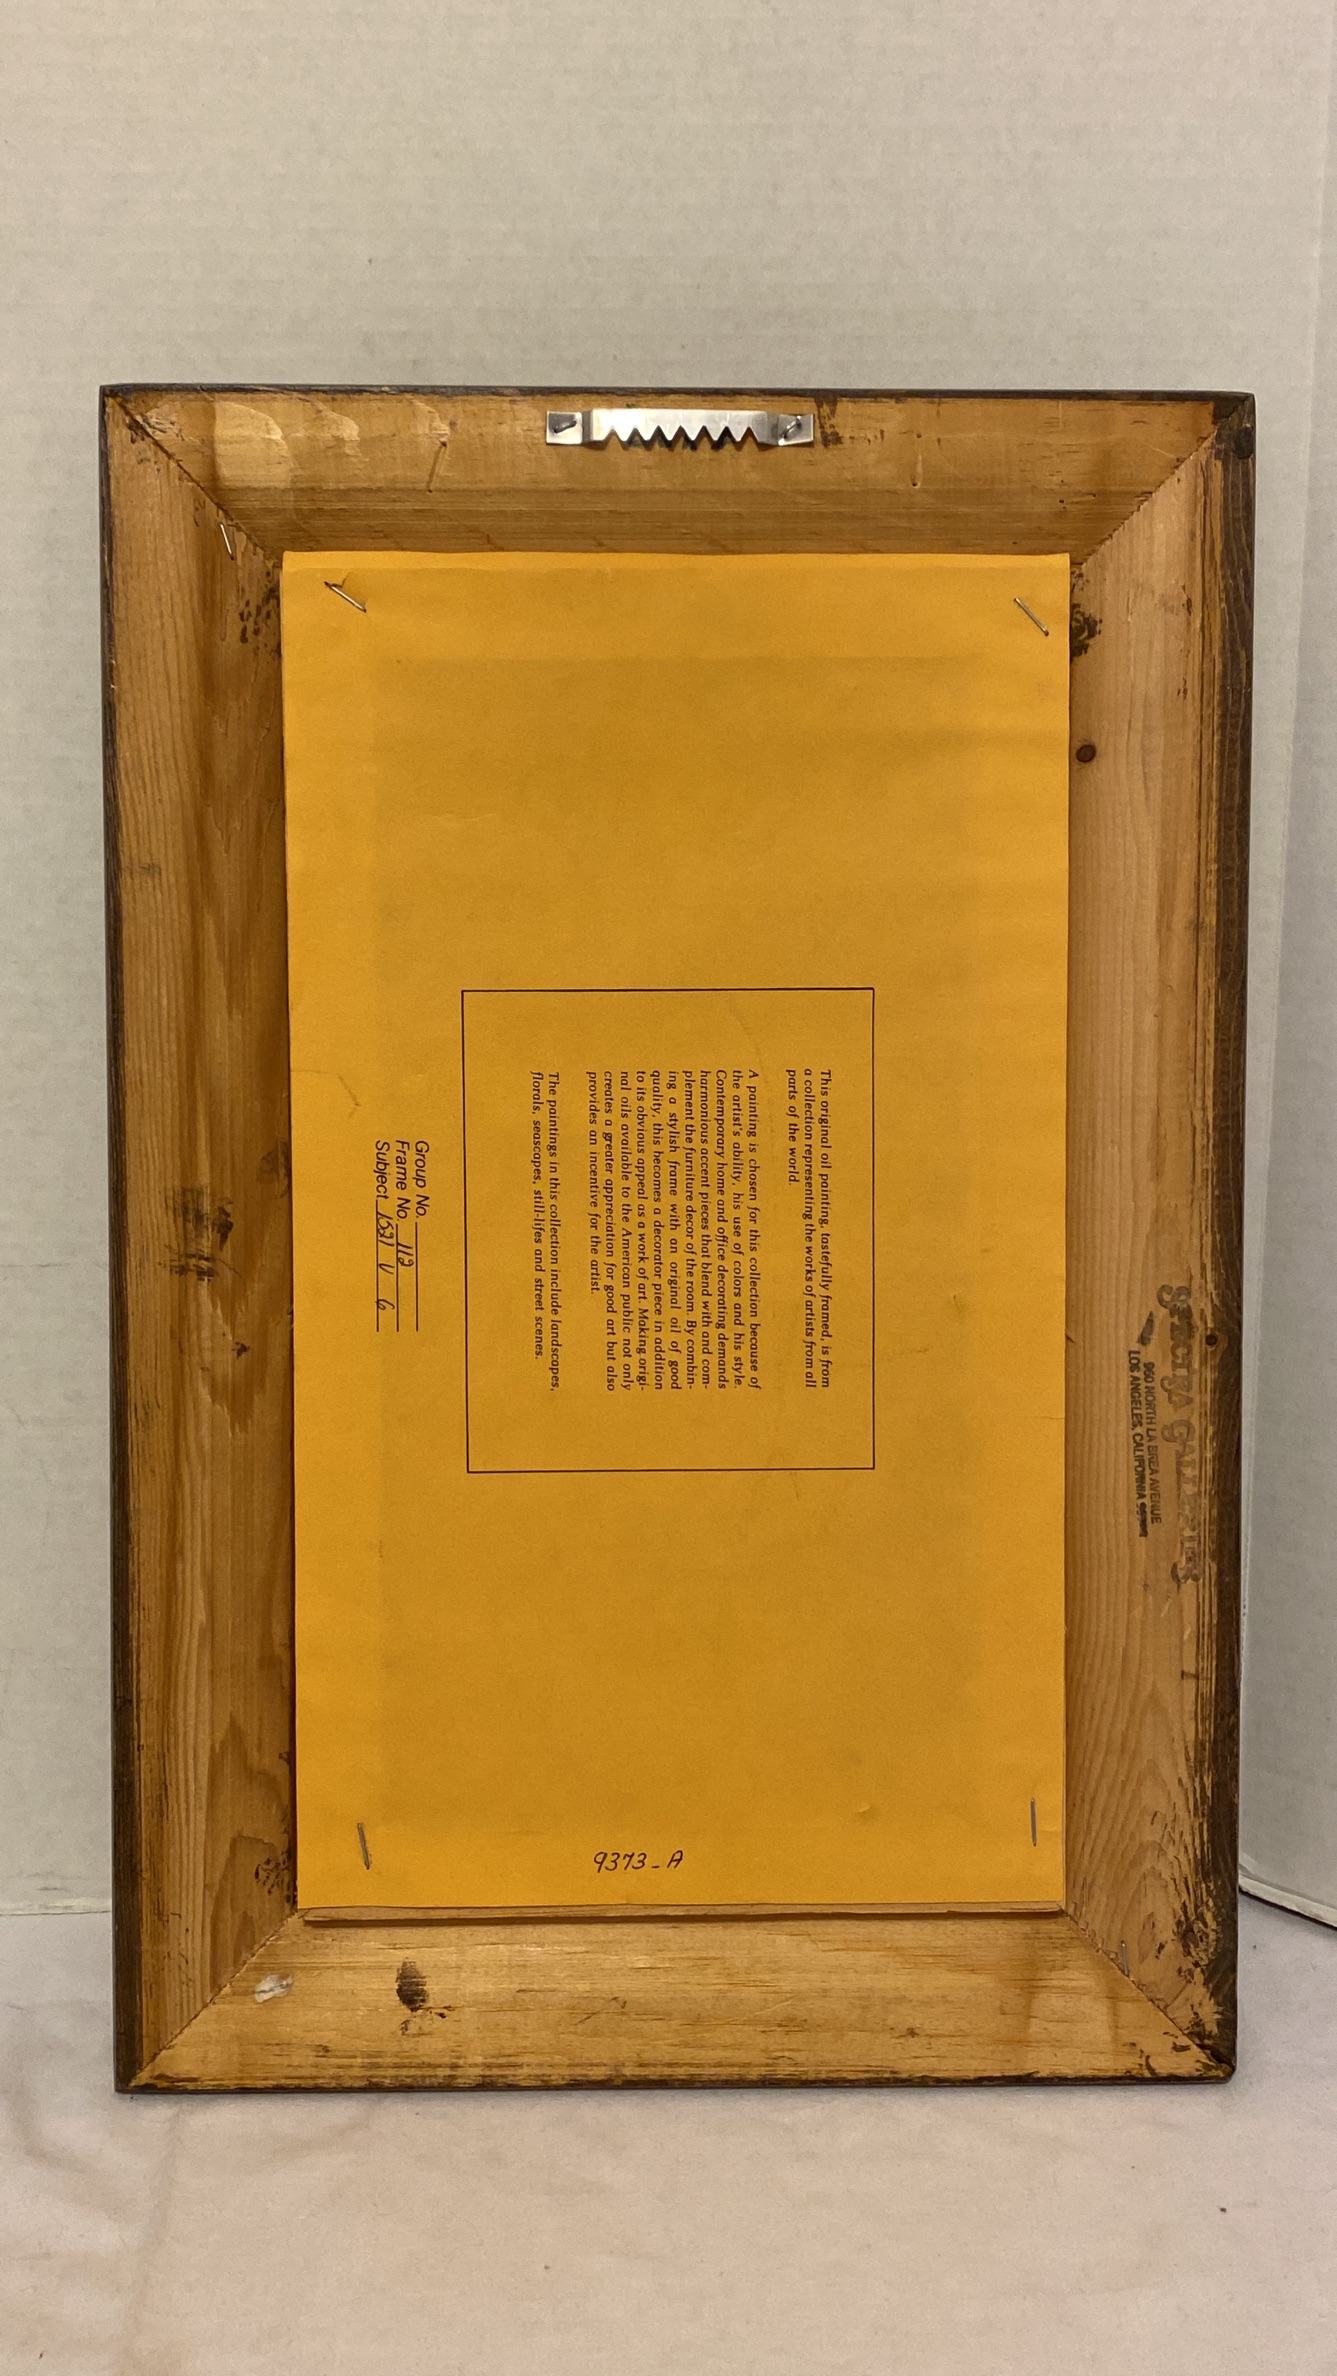 This original oil painting, tastefully framed, is from
a collection representing the works of artists from all
parts of the world.
A painting is chosen for this collection because of
the artist's ability, his use of colors and his style.
Contemporary home and office decorating demands
harmonious accent pieces that blend with and com-
plement the furniture decor of the room. By combin-
ing a stylish frame with an original oil of good
quality, this becomes a decorator piece in addition
to its obvious appeal as a work of art. Making origi-
nal oils available to the American public not only
creates a greater appreciation for good art but also
provides an incentive for the artist.
The paintings in this collection include landscapes,
florals, seascapes, still-lifes and street scenes.
Group No.
Frame No. 112
Subject 1531 V 6
SPECTRA GALLERIES
960 NORTH LA BREA AVENUE
LOS ANGELES, CALIFORNIA
9373-A